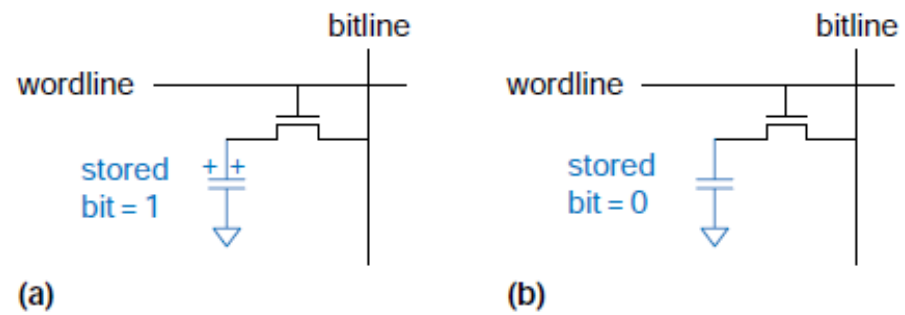 bitline
wordline
stored
bit = 1
+ +
(a)
bitline
wordline
stored
bit = 0
(b)